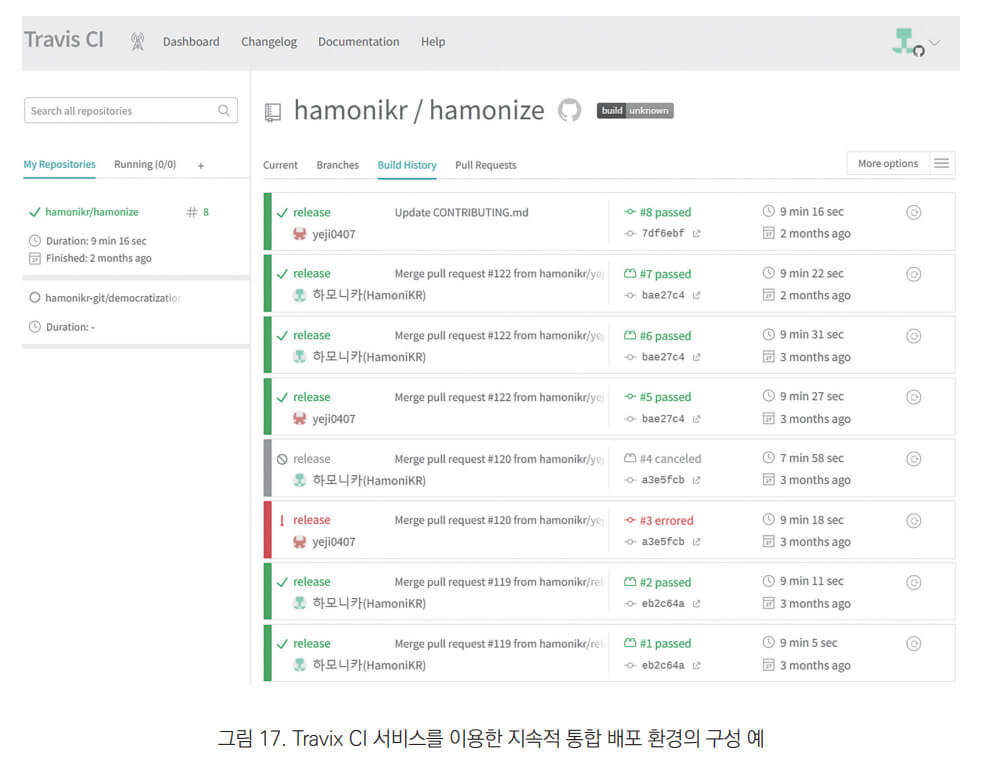 Travis CI Dashboard Changelog Documentation Help
Search all repositories
My Repositories Running (0/0) +
hamonikr/hamonize # 8
Duration: 9 min 16 sec
Finished: 2 months ago
hamonikr-git/democratization
Duration: -
hamonikr / hamonize build unknown
Current Branches Build History Pull Requests More options
release Update CONTRIBUTING.md #8 passed 9 min 16 sec
yeji0407 7df6ebf 2 months ago
release Merge pull request #122 from hamonikr/yej #7 passed 9 min 22 sec
하모니카(HamoniKR) bae27c4 2 months ago
release Merge pull request #122 from hamonikr/yej #6 passed 9 min 31 sec
하모니카(HamoniKR) bae27c4 3 months ago
release Merge pull request #122 from hamonikr/yej #5 passed 9 min 27 sec
yeji0407 bae27c4 3 months ago
release Merge pull request #120 from hamonikr/yej #4 canceled 7 min 58 sec
하모니카(HamoniKR) a3e5fcb 3 months ago
release Merge pull request #120 from hamonikr/yej #3 errored 9 min 18 sec
yeji0407 a3e5fcb 3 months ago
release Merge pull request #119 from hamonikr/rel #2 passed 9 min 11 sec
하모니카(HamoniKR) eb2c64a 3 months ago
release Merge pull request #119 from hamonikr/rel #1 passed 9 min 5 sec
하모니카(HamoniKR) eb2c64a 3 months ago
그림 17. Travix CI 서비스를 이용한 지속적 통합 배포 환경의 구성 예